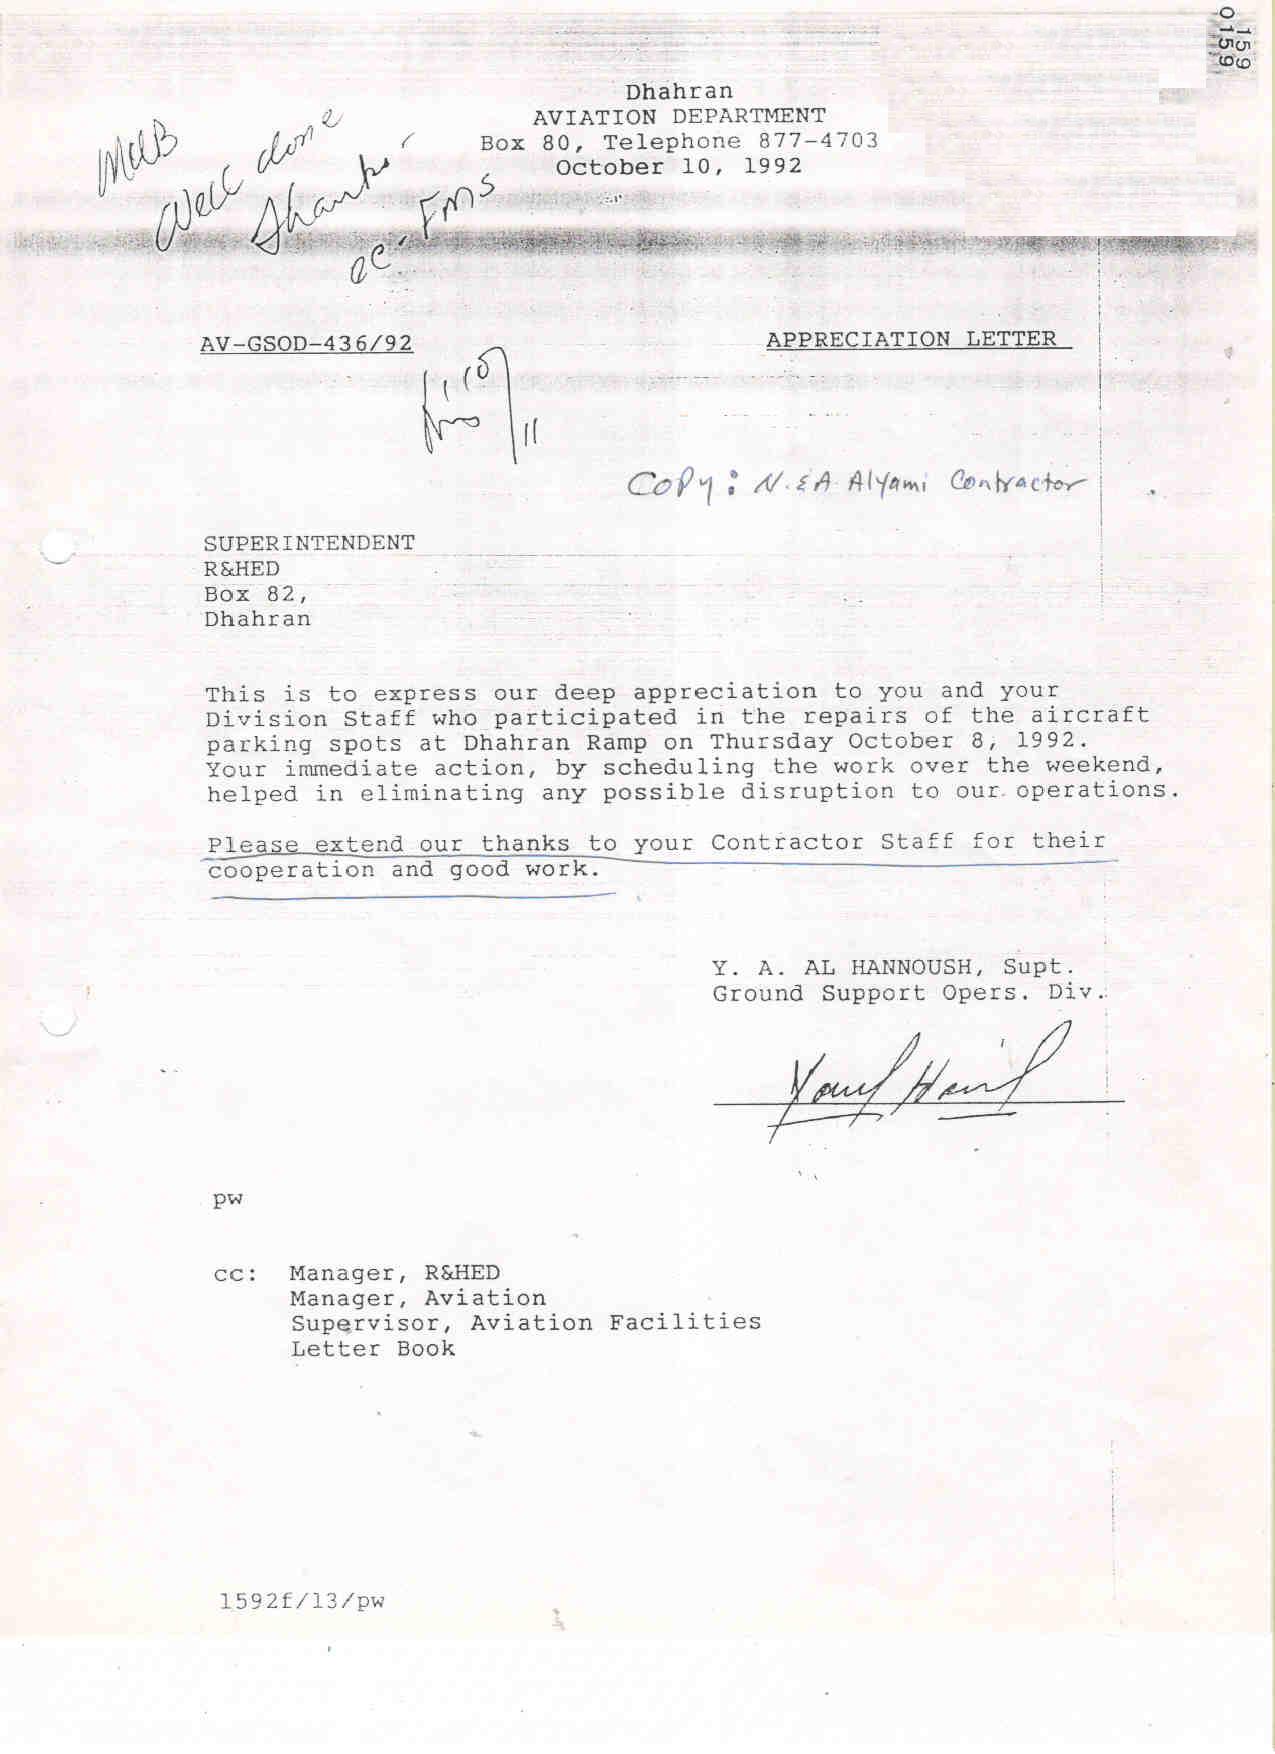 159
0159
Dhahran
AVIATION DEPARTMENT
Box 80, Telephone 877-4703
October 10, 1992
Well done
Thanks
cc-FMS
AV-GSOD-436/92
APPRECIATION LETTER
11
Copy: N.&A. Alyami Contractor
SUPERINTENDENT
R&HED
Box 82,
Dhahran
This is to express our deep appreciation to you and your
Division Staff who participated in the repairs of the aircraft
parking spots at Dhahran Ramp on Thursday October 8, 1992.
Your immediate action, by scheduling the work over the weekend,
helped in eliminating any possible disruption to our operations.
Please extend our thanks to your Contractor Staff for their
cooperation and good work.
Y. A. AL HANNOUSH, Supt.
Ground Support Opers. Div.
pw
cc: Manager, R&HED
Manager, Aviation
Supervisor, Aviation Facilities
Letter Book
1592f/13/pw